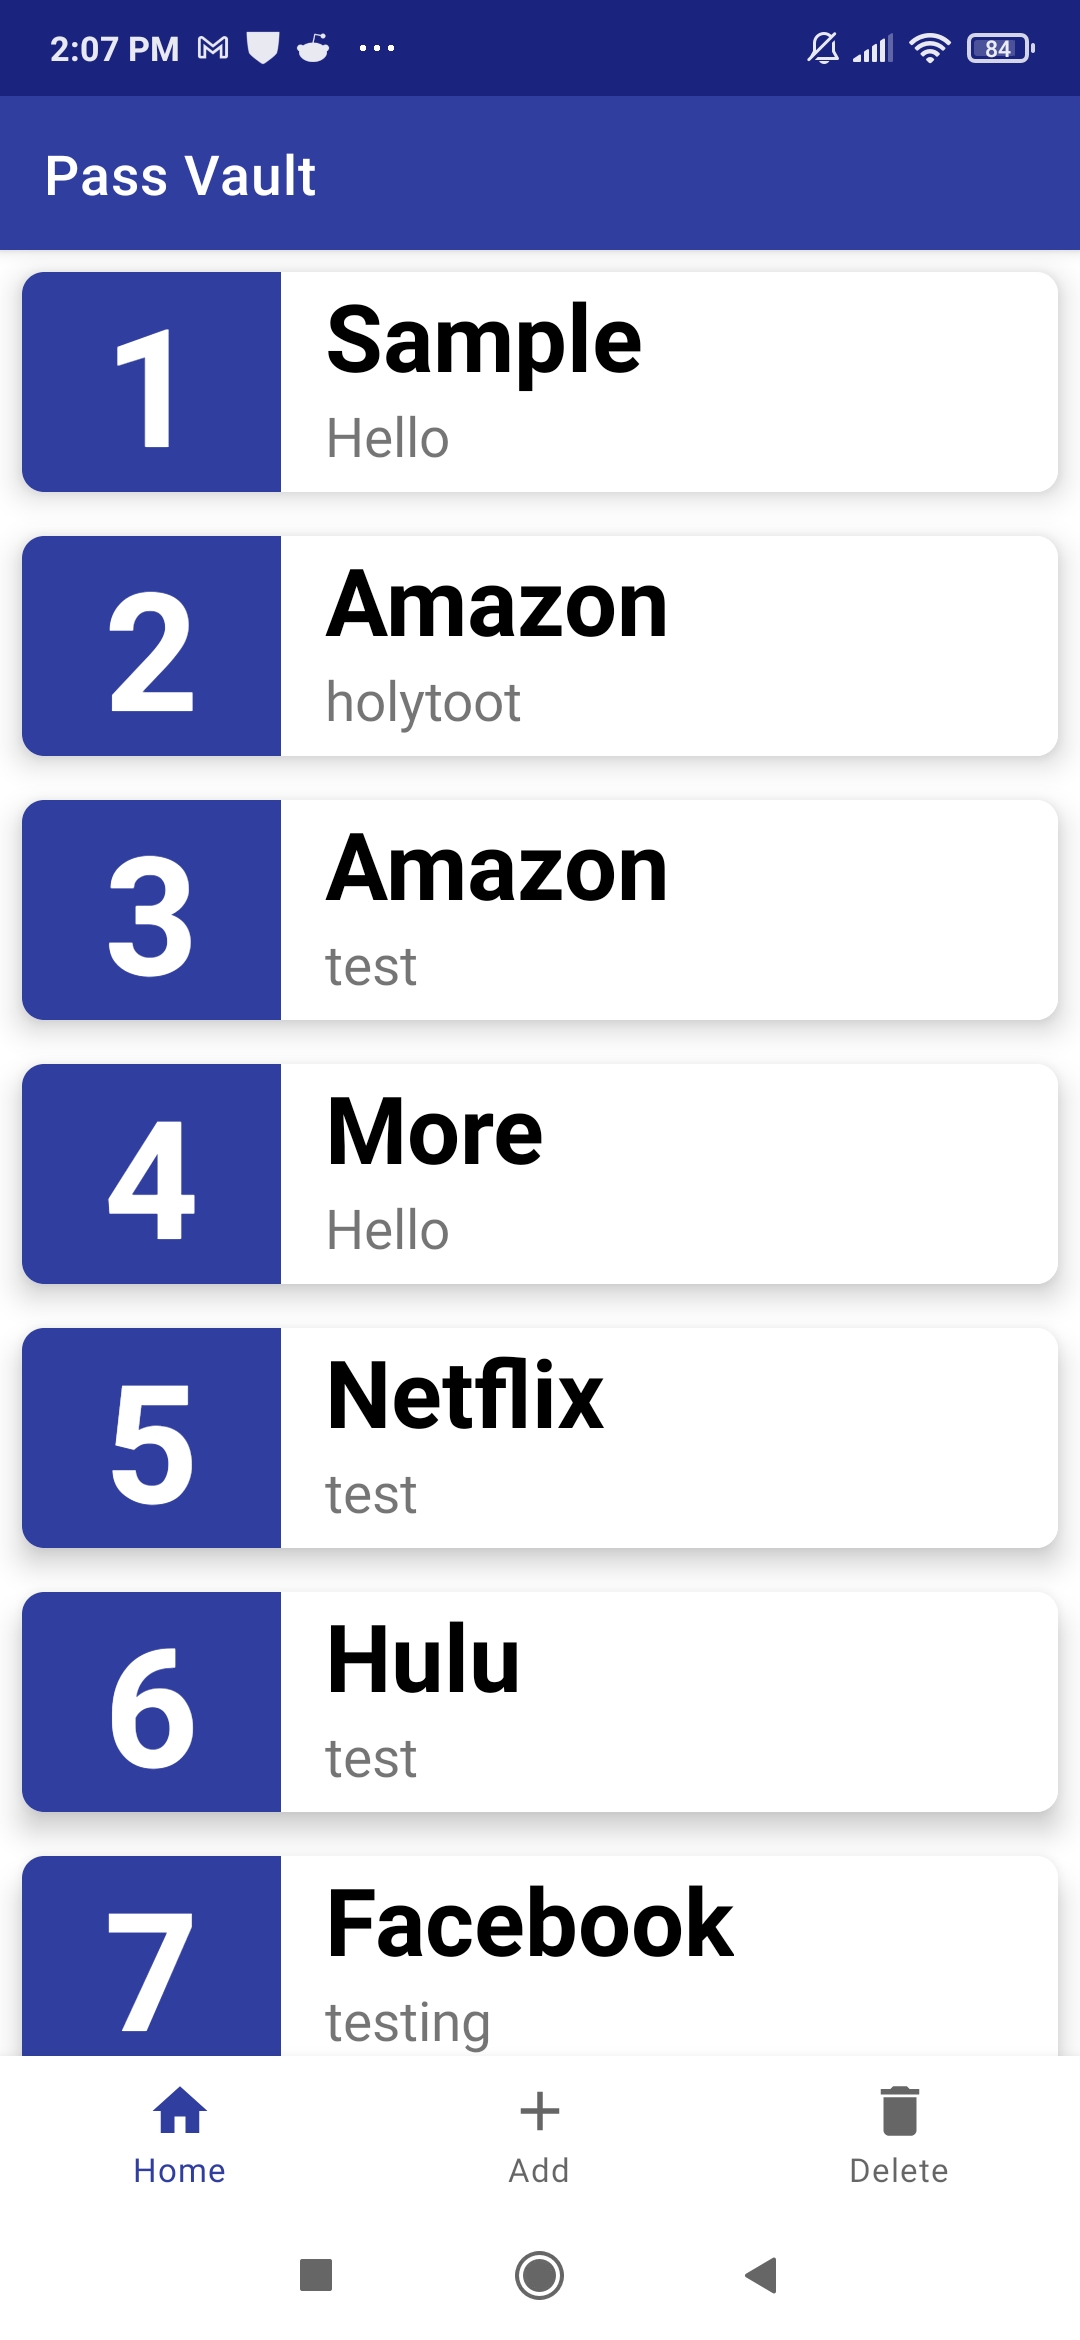 2:07 PM 84
Pass Vault
1 Sample
Hello
2 Amazon
holytoot
3 Amazon
test
4 More
Hello
5 Netflix
test
6 Hulu
test
7 Facebook
testing
Home Add Delete